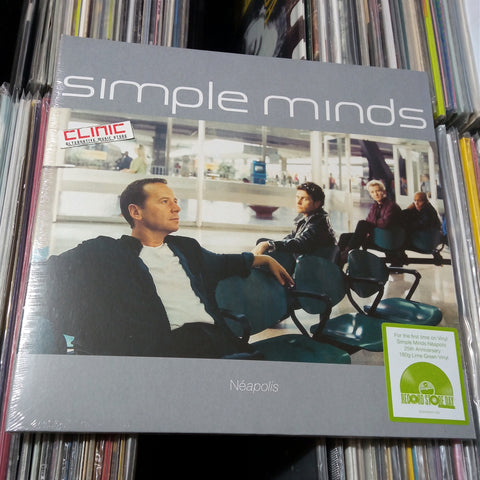 simple minds
CLINIC
ALTERNATIVE MUSIC STORE
Néapolis
For the first time on Vinyl
Simple Minds Néapolis
25th Anniversary
180g Lime Green Vinyl
RECORD STORE DAY